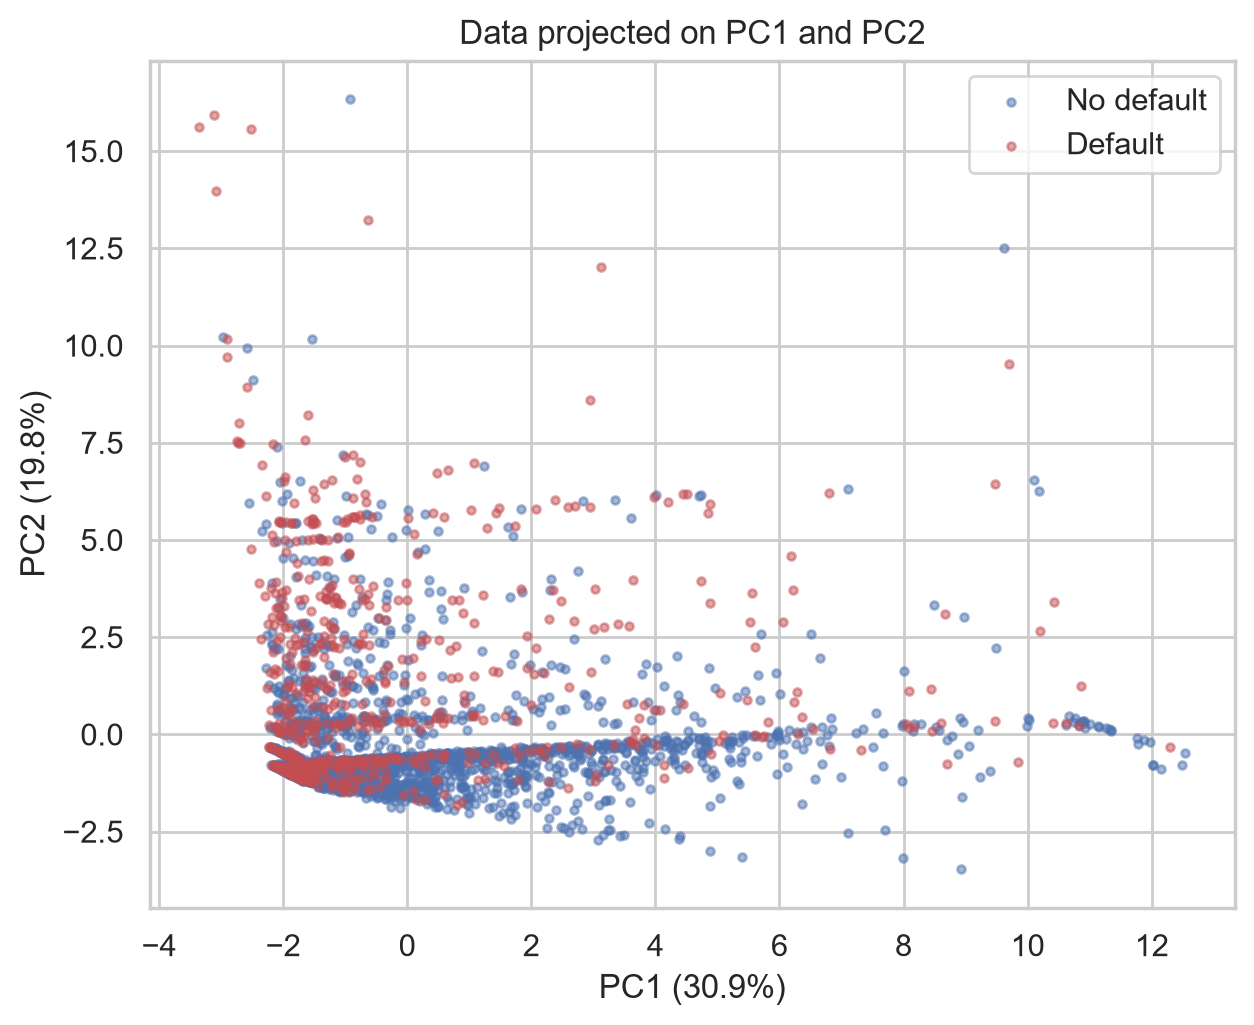 Data projected on PC1 and PC2
No default
Default
15.0
12.5
10.0
7.5
5.0
2.5
0.0
−2.5
PC2 (19.8%)
−4 −2 0 2 4 6 8 10 12
PC1 (30.9%)